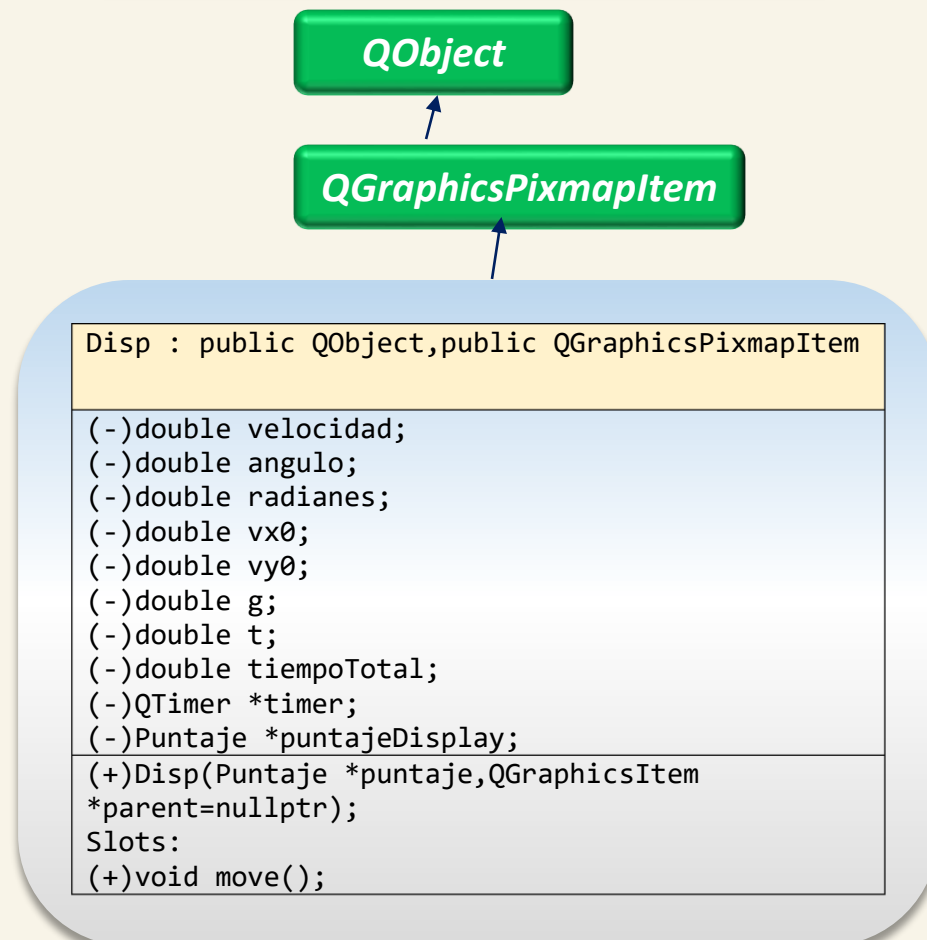 QObject
QGraphicsPixmapItem
Disp : public QObject,public QGraphicsPixmapItem
(-)double velocidad;
(-)double angulo;
(-)double radianes;
(-)double vx0;
(-)double vy0;
(-)double g;
(-)double t;
(-)double tiempoTotal;
(-)QTimer *timer;
(-)Puntaje *puntajeDisplay;
(+)Disp(Puntaje *puntaje,QGraphicsItem
*parent=nullptr);
Slots:
(+)void move();